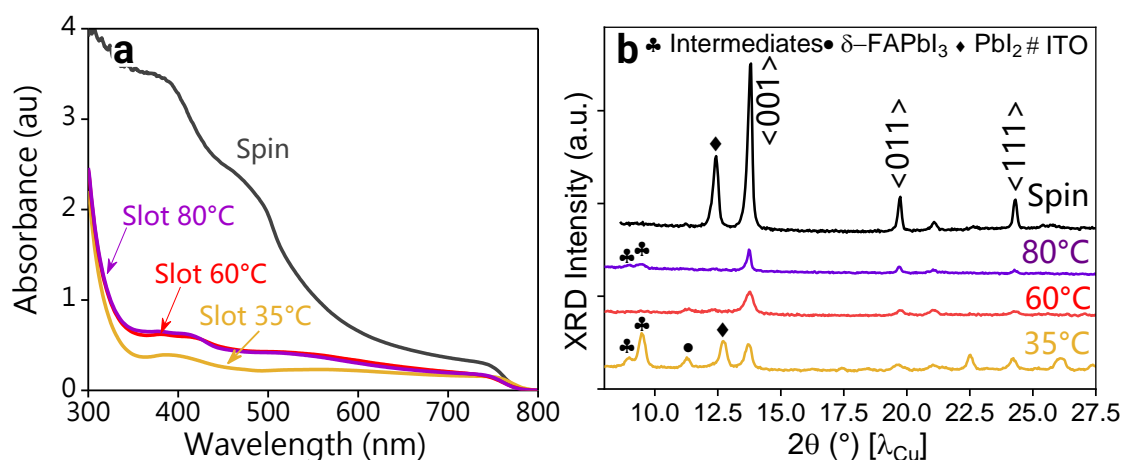 a
4
3
2
1
0
Absorbance (au)
Spin
Slot 80°C
Slot 60°C
Slot 35°C
300 400 500 600 700 800
Wavelength (nm)
b ♣ Intermediates ● δ−FAPbI3 ♦ PbI2 # ITO
XRD Intensity (a.u.)
♦
<001>
<011>
<111>
Spin
♣ ♣
80°C
60°C
♣ ♣ ● ♦
35°C
10.0 12.5 15.0 17.5 20.0 22.5 25.0 27.5
2θ (°) [λCu]